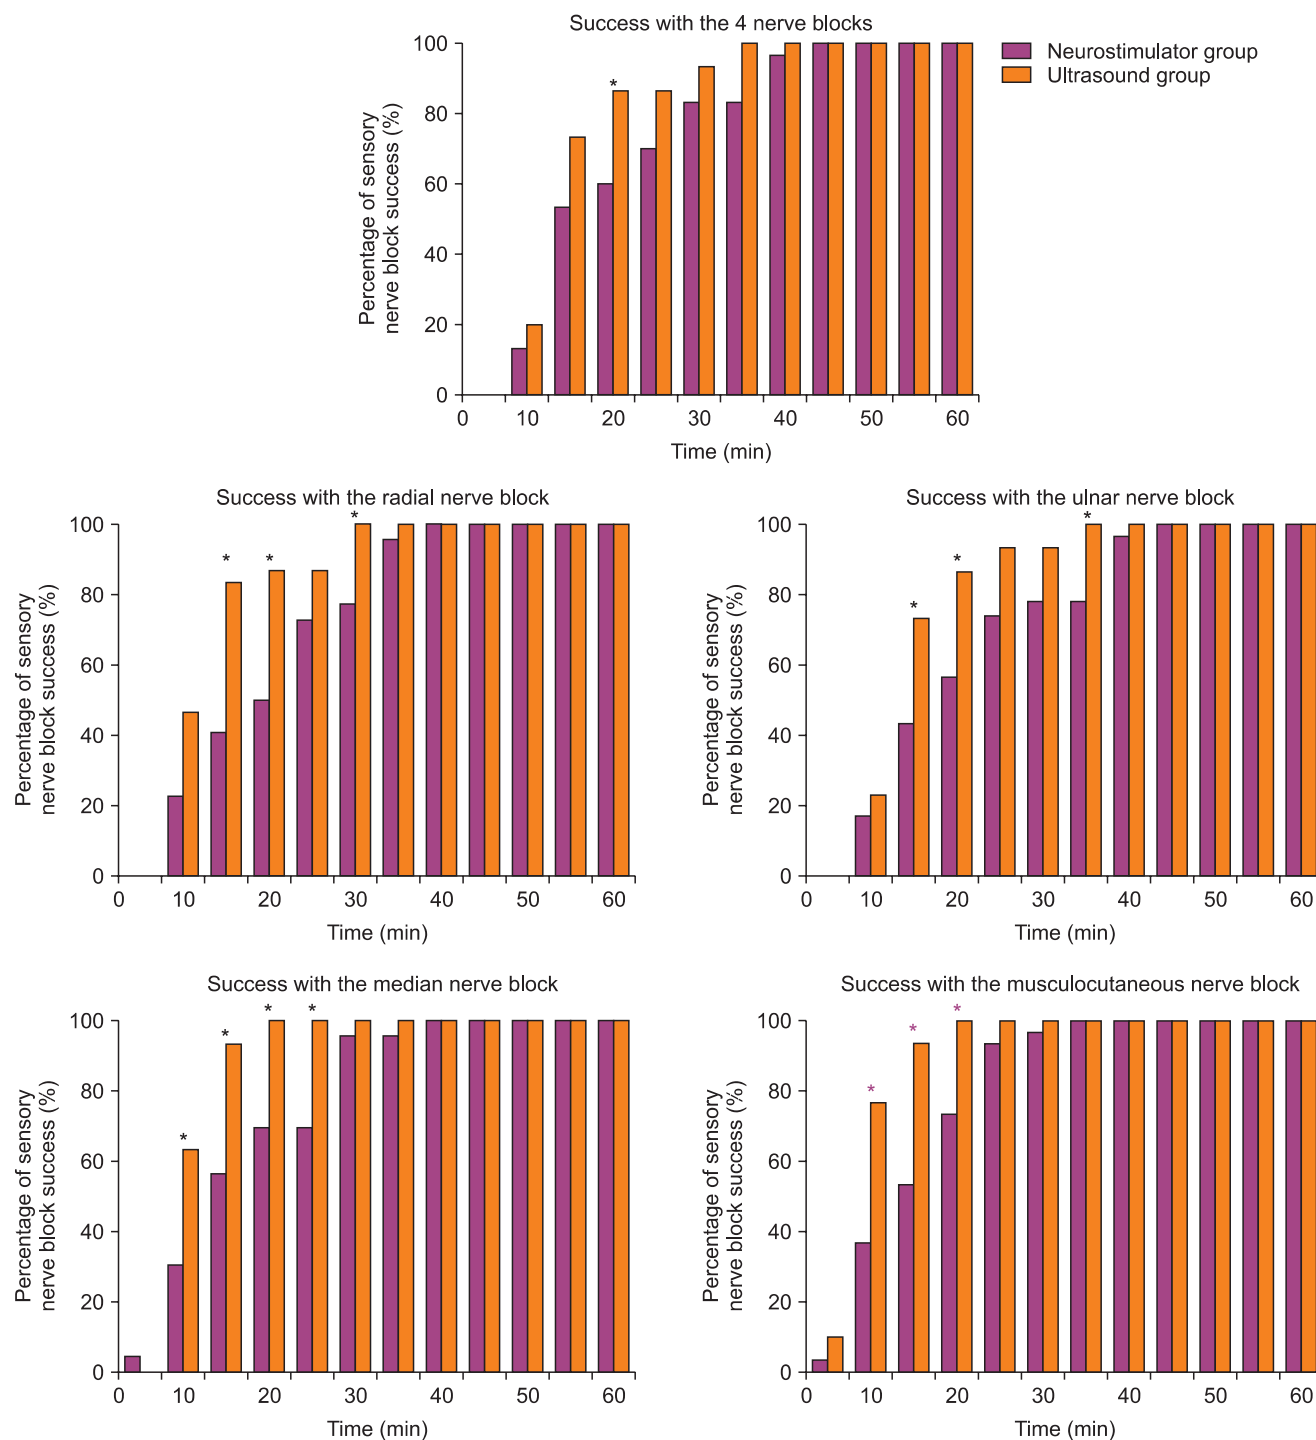 Success with the 4 nerve blocks
Neurostimulator group
Ultrasound group
Percentage of sensory
nerve block success (%)
100
80
60
40
20
0
*
0 10 20 30 40 50 60
Time (min)
Success with the radial nerve block
Percentage of sensory
nerve block success (%)
100
80
60
40
20
0
* * *
0 10 20 30 40 50 60
Time (min)
Success with the ulnar nerve block
Percentage of sensory
nerve block success (%)
100
80
60
40
20
0
* * *
0 10 20 30 40 50 60
Time (min)
Success with the median nerve block
Percentage of sensory
nerve block success (%)
100
80
60
40
20
0
* * * *
0 10 20 30 40 50 60
Time (min)
Success with the musculocutaneous nerve block
Percentage of sensory
nerve block success (%)
100
80
60
40
20
0
* * *
0 10 20 30 40 50 60
Time (min)